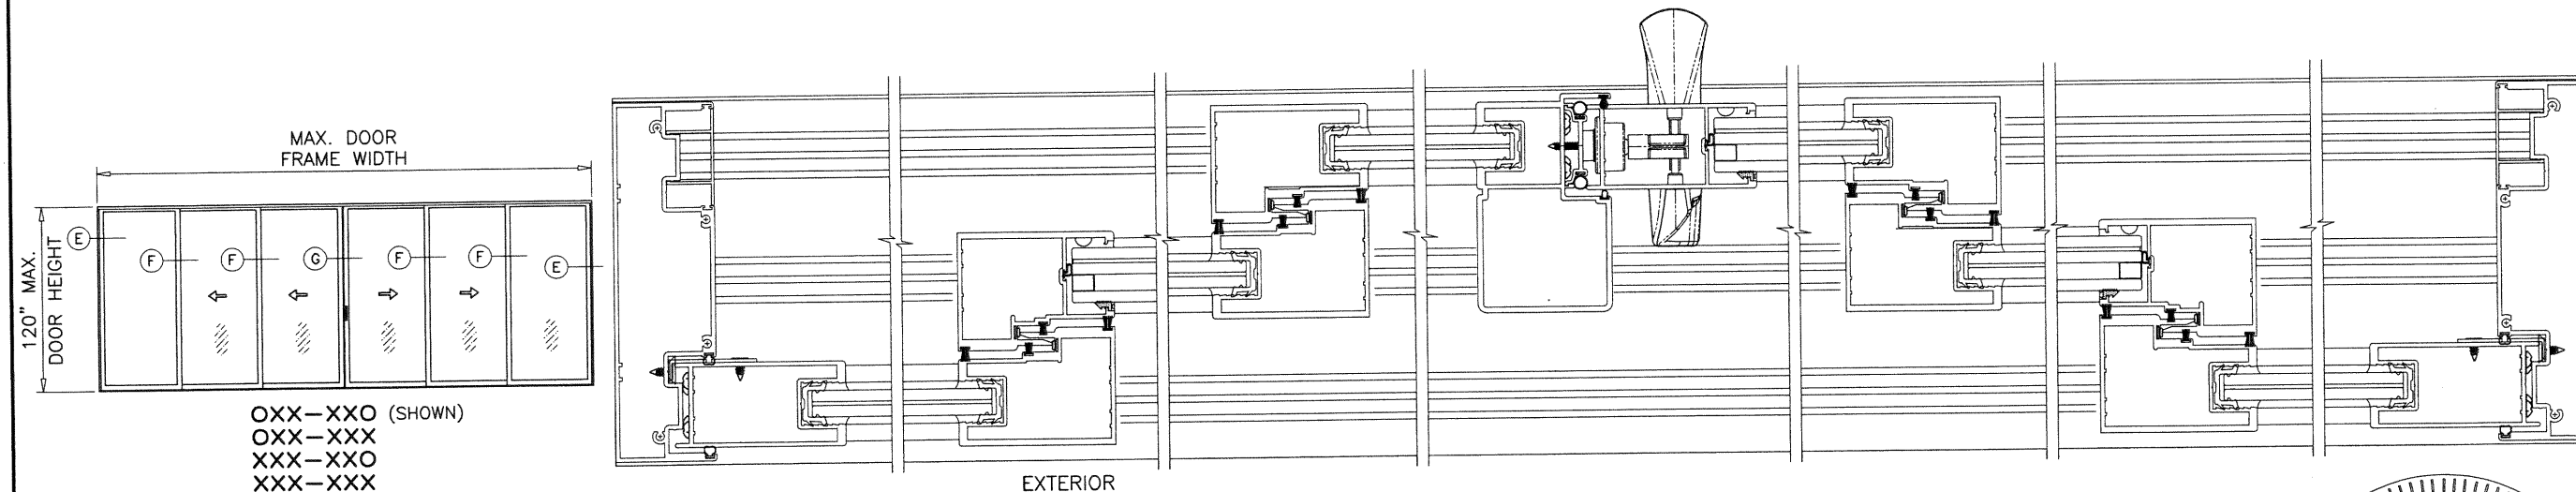 MAX. DOOR
FRAME WIDTH
120" MAX.
DOOR HEIGHT
E
F
F
G
F
F
E
OXX-XXO (SHOWN)
OXX-XXX
XXX-XXO
XXX-XXX
EXTERIOR